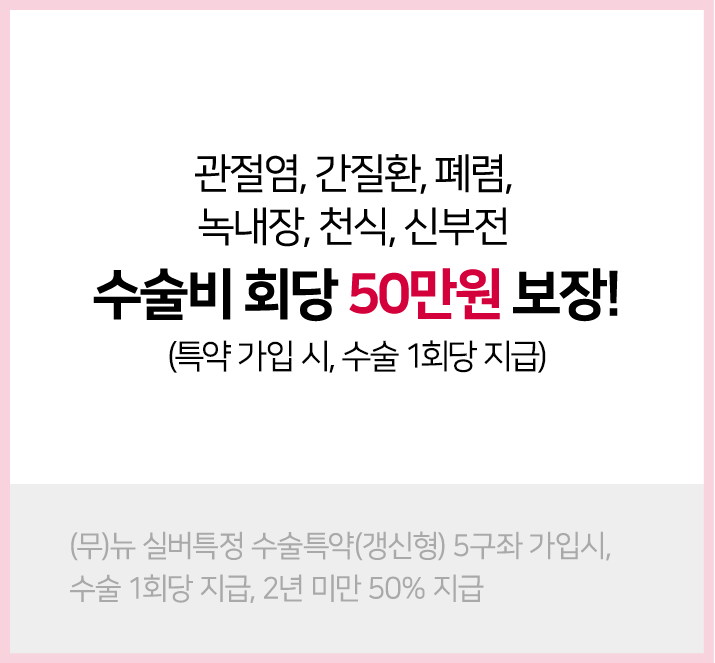 관절염, 간질환, 폐렴,
녹내장, 천식, 신부전
수술비 회당 50만원 보장!
(특약 가입 시, 수술 1회당 지급)
(무)뉴 실버특정 수술특약(갱신형) 5구좌 가입시,
수술 1회당 지급, 2년 미만 50% 지급